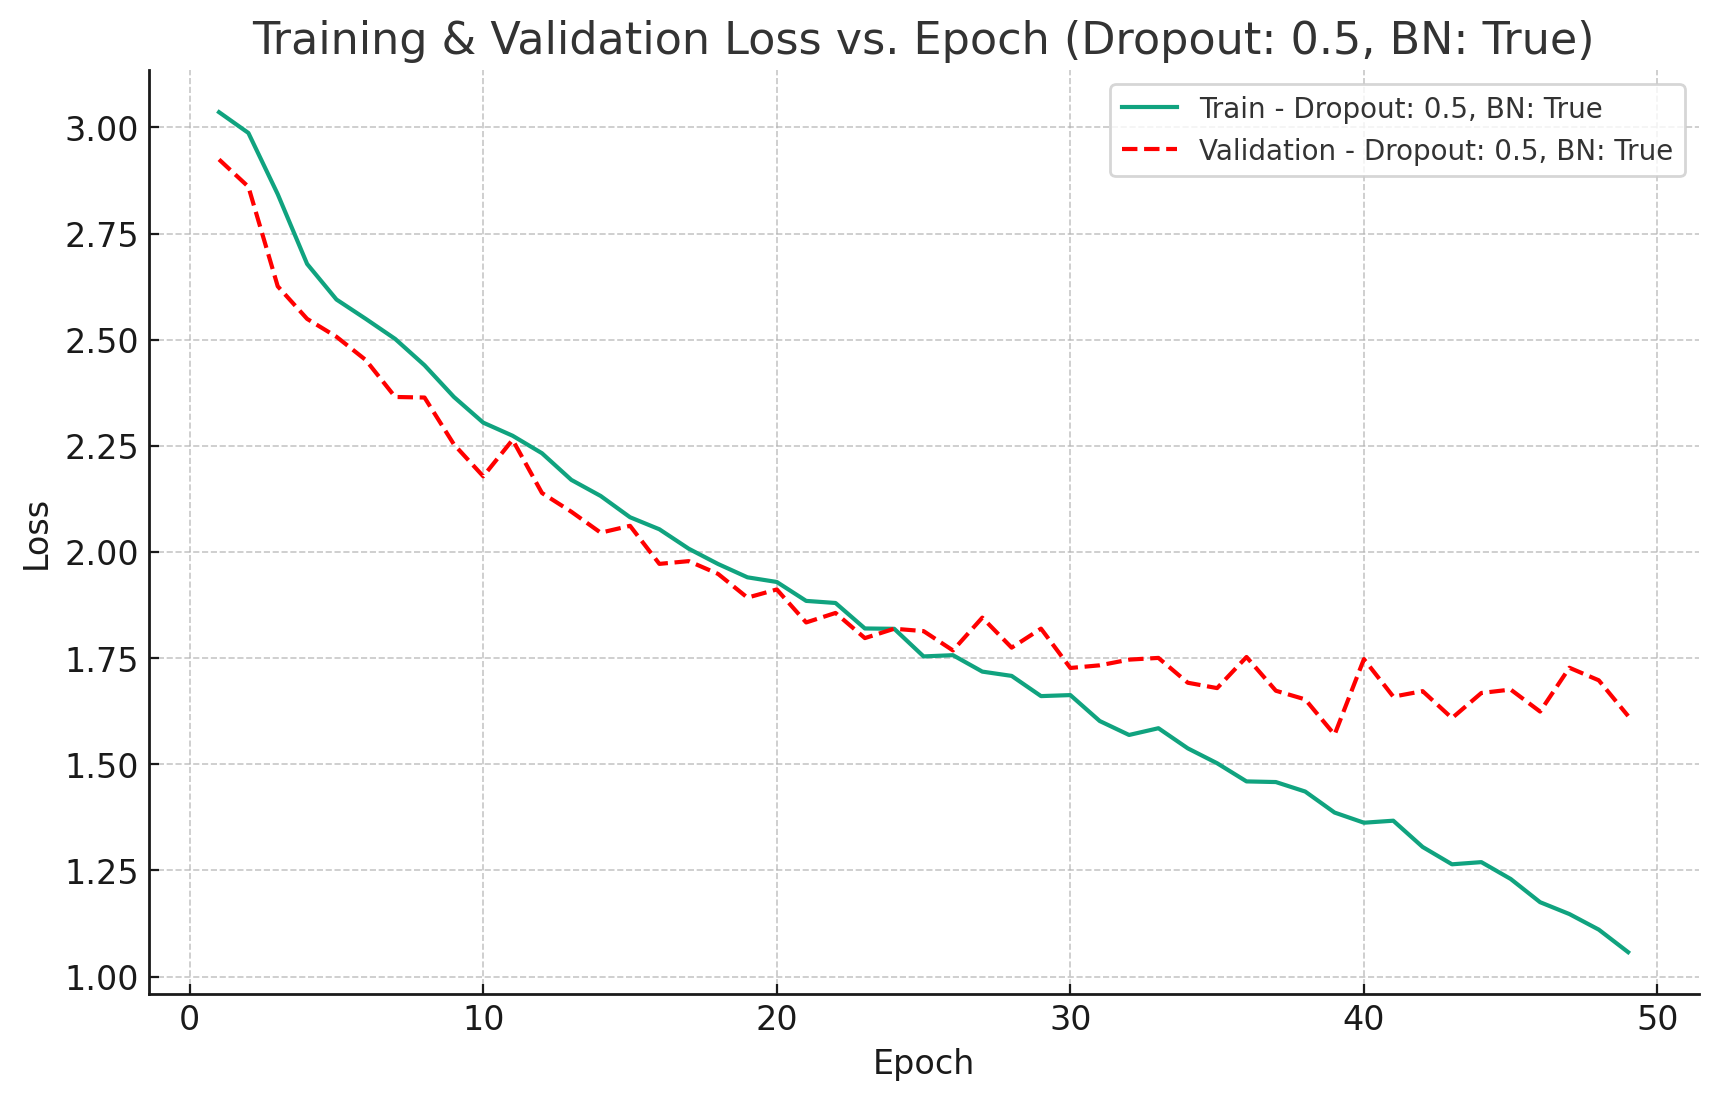 Training & Validation Loss vs. Epoch (Dropout: 0.5, BN: True)
Train - Dropout: 0.5, BN: True
Validation - Dropout: 0.5, BN: True
3.00
2.75
2.50
2.25
2.00
1.75
1.50
1.25
1.00
Loss
0 10 20 30 40 50
Epoch